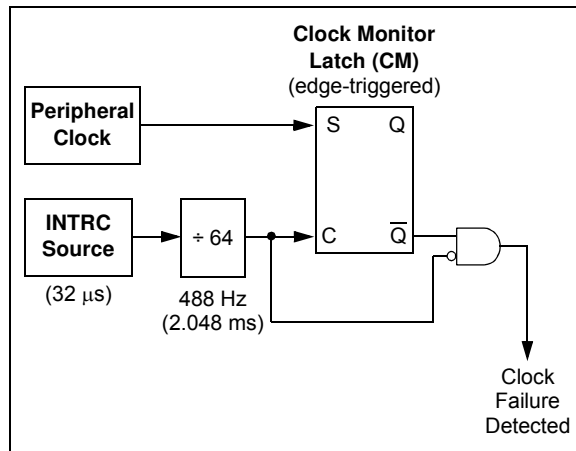 Clock Monitor
Latch (CM)
(edge-triggered)
Peripheral
Clock
S
Q
INTRC
Source
÷ 64
C
Q̅
(32 μs)
488 Hz
(2.048 ms)
Clock
Failure
Detected